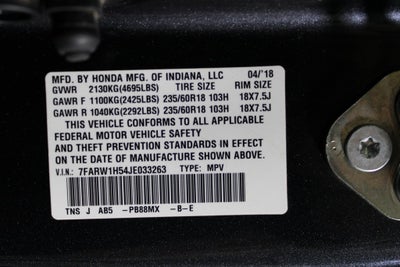 MFD. BY HONDA MFG. OF INDIANA, LLC 04/'18
GVWR 2130KG(4695LBS) TIRE SIZE RIM SIZE
GAWR F 1100KG(2425LBS) 235/60R18 103H 18X7.5J
GAWR R 1040KG(2292LBS) 235/60R18 103H 18X7.5J
THIS VEHICLE CONFORMS TO ALL APPLICABLE
FEDERAL MOTOR VEHICLE SAFETY
AND THEFT PREVENTION STANDARDS IN EFFECT
ON THE DATE OF MANUFACTURE SHOWN ABOVE.
V.I.N.: 7FARW1H54JE033263 TYPE: MPV
TNS J AB5 -PB88MX -B-E